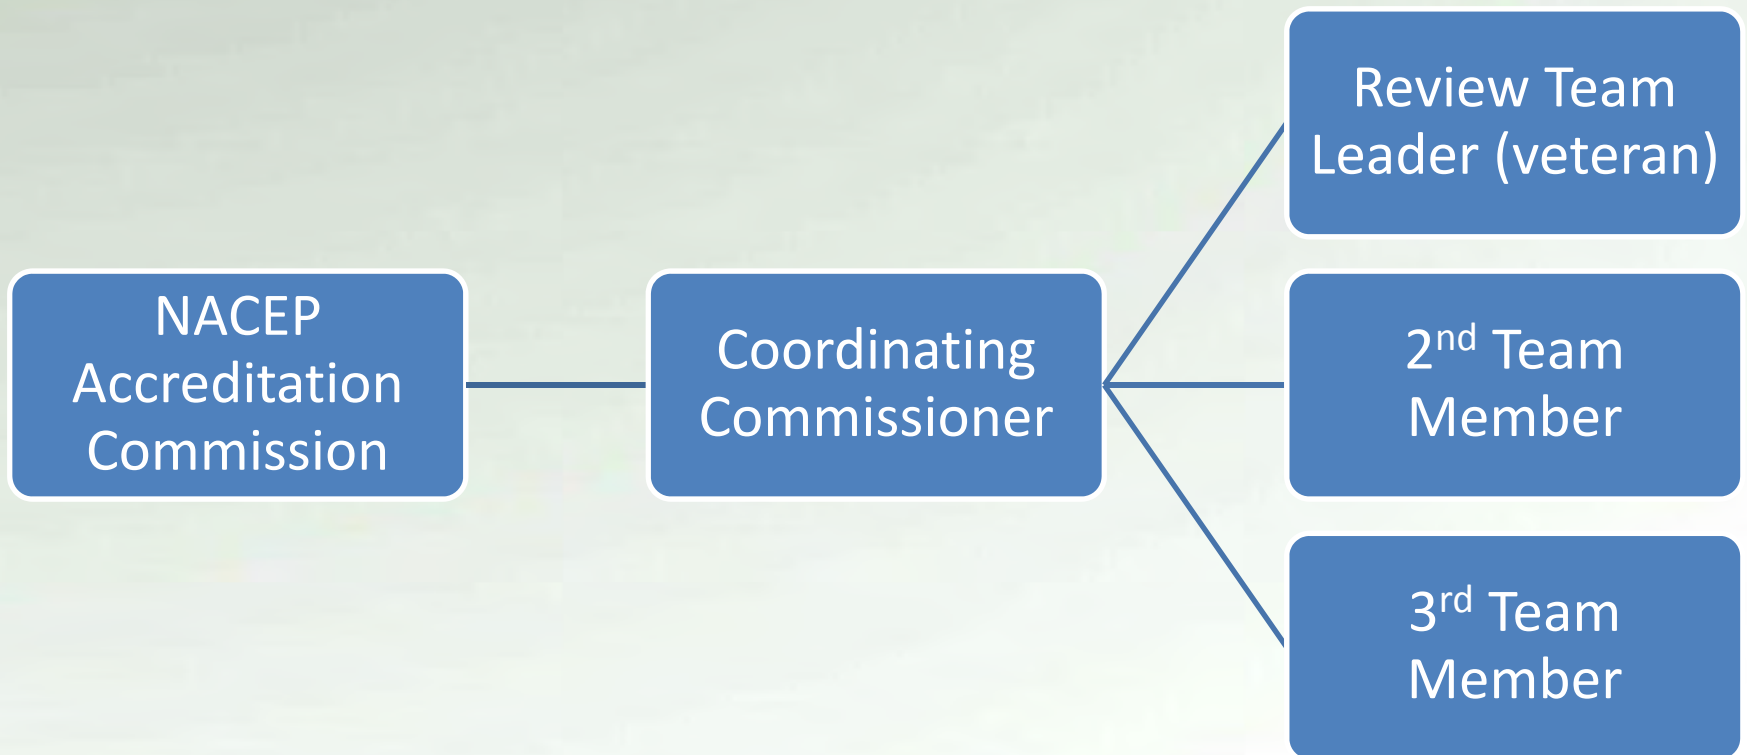 NACEP
Accreditation
Commission
Coordinating
Commissioner
Review Team
Leader (veteran)
2nd Team
Member
3rd Team
Member